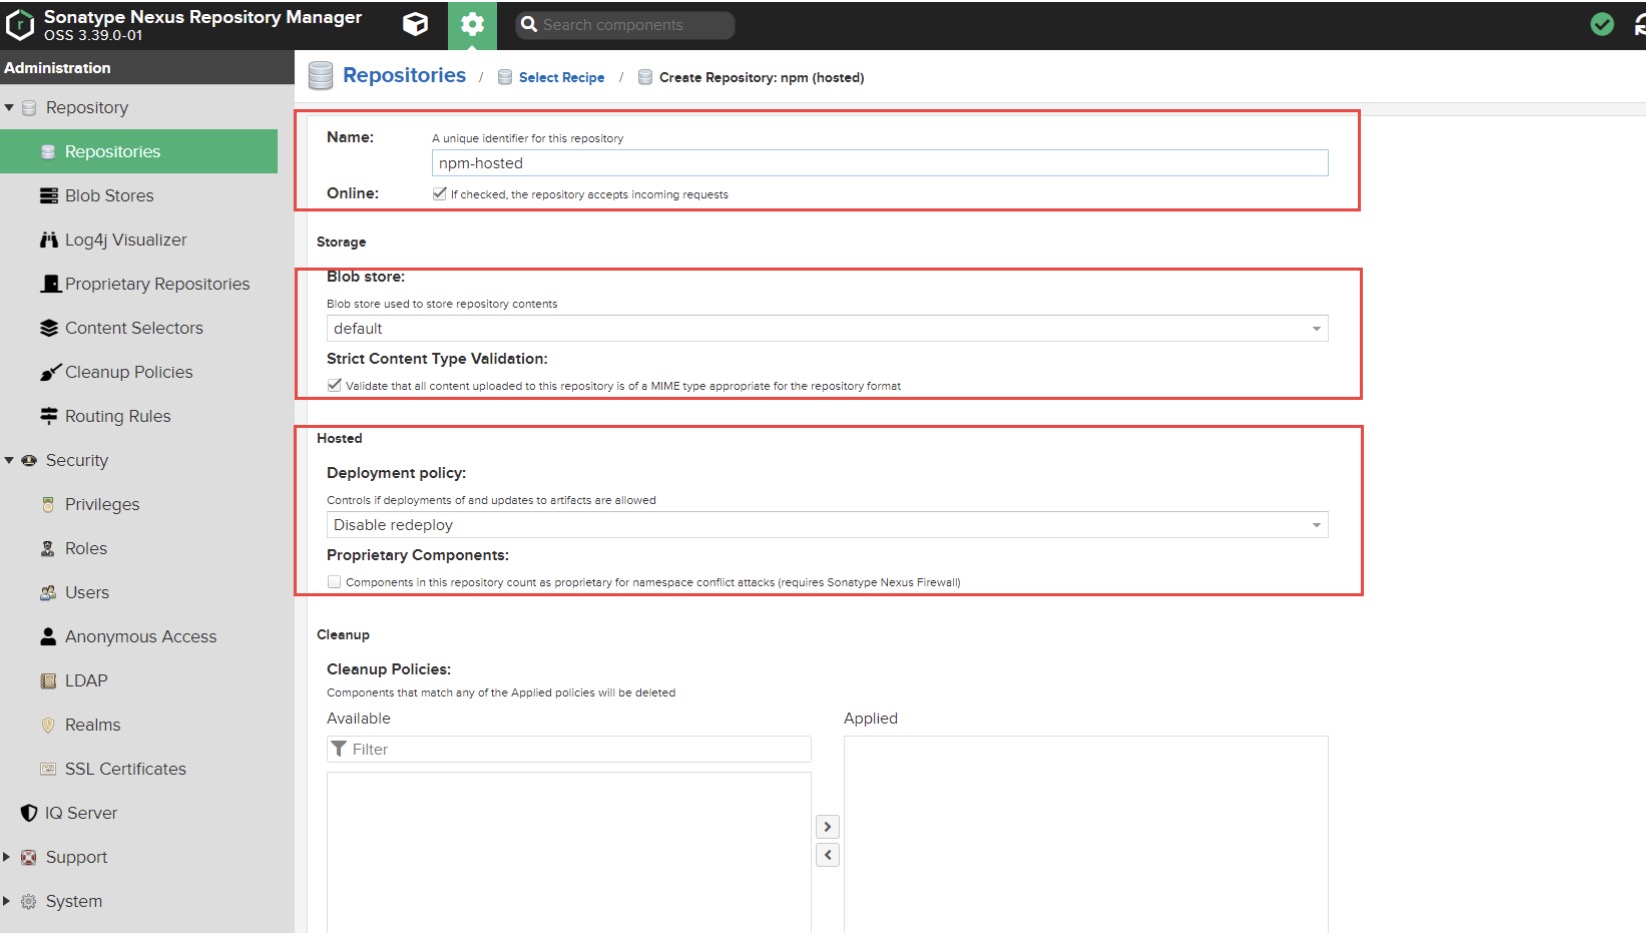 Sonatype Nexus Repository Manager
OSS 3.39.0-01
Search components
Administration
Repository
Repositories
Blob Stores
Log4j Visualizer
Proprietary Repositories
Content Selectors
Cleanup Policies
Routing Rules
Security
Privileges
Roles
Users
Anonymous Access
LDAP
Realms
SSL Certificates
IQ Server
Support
System
Repositories / Select Recipe / Create Repository: npm (hosted)
Name: A unique identifier for this repository
npm-hosted
Online: If checked, the repository accepts incoming requests
Storage
Blob store:
Blob store used to store repository contents
default
Strict Content Type Validation:
Validate that all content uploaded to this repository is of a MIME type appropriate for the repository format
Hosted
Deployment policy:
Controls if deployments of and updates to artifacts are allowed
Disable redeploy
Proprietary Components:
Components in this repository count as proprietary for namespace conflict attacks (requires Sonatype Nexus Firewall)
Cleanup
Cleanup Policies:
Components that match any of the Applied policies will be deleted
Available Applied
Filter